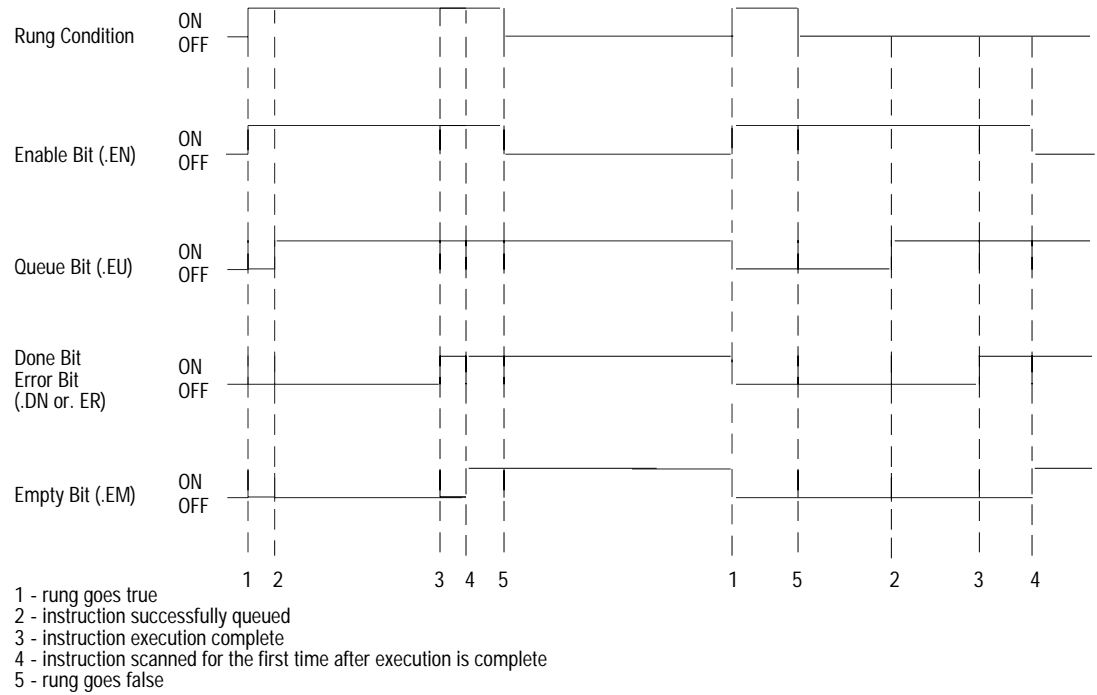 Rung Condition
ON
OFF
Enable Bit (.EN)
ON
OFF
Queue Bit (.EU)
ON
OFF
Done Bit
Error Bit
(.DN or. ER)
ON
OFF
Empty Bit (.EM)
ON
OFF
1 2 3 4 5 1 5 2 3 4
1 - rung goes true
2 - instruction successfully queued
3 - instruction execution complete
4 - instruction scanned for the first time after execution is complete
5 - rung goes false